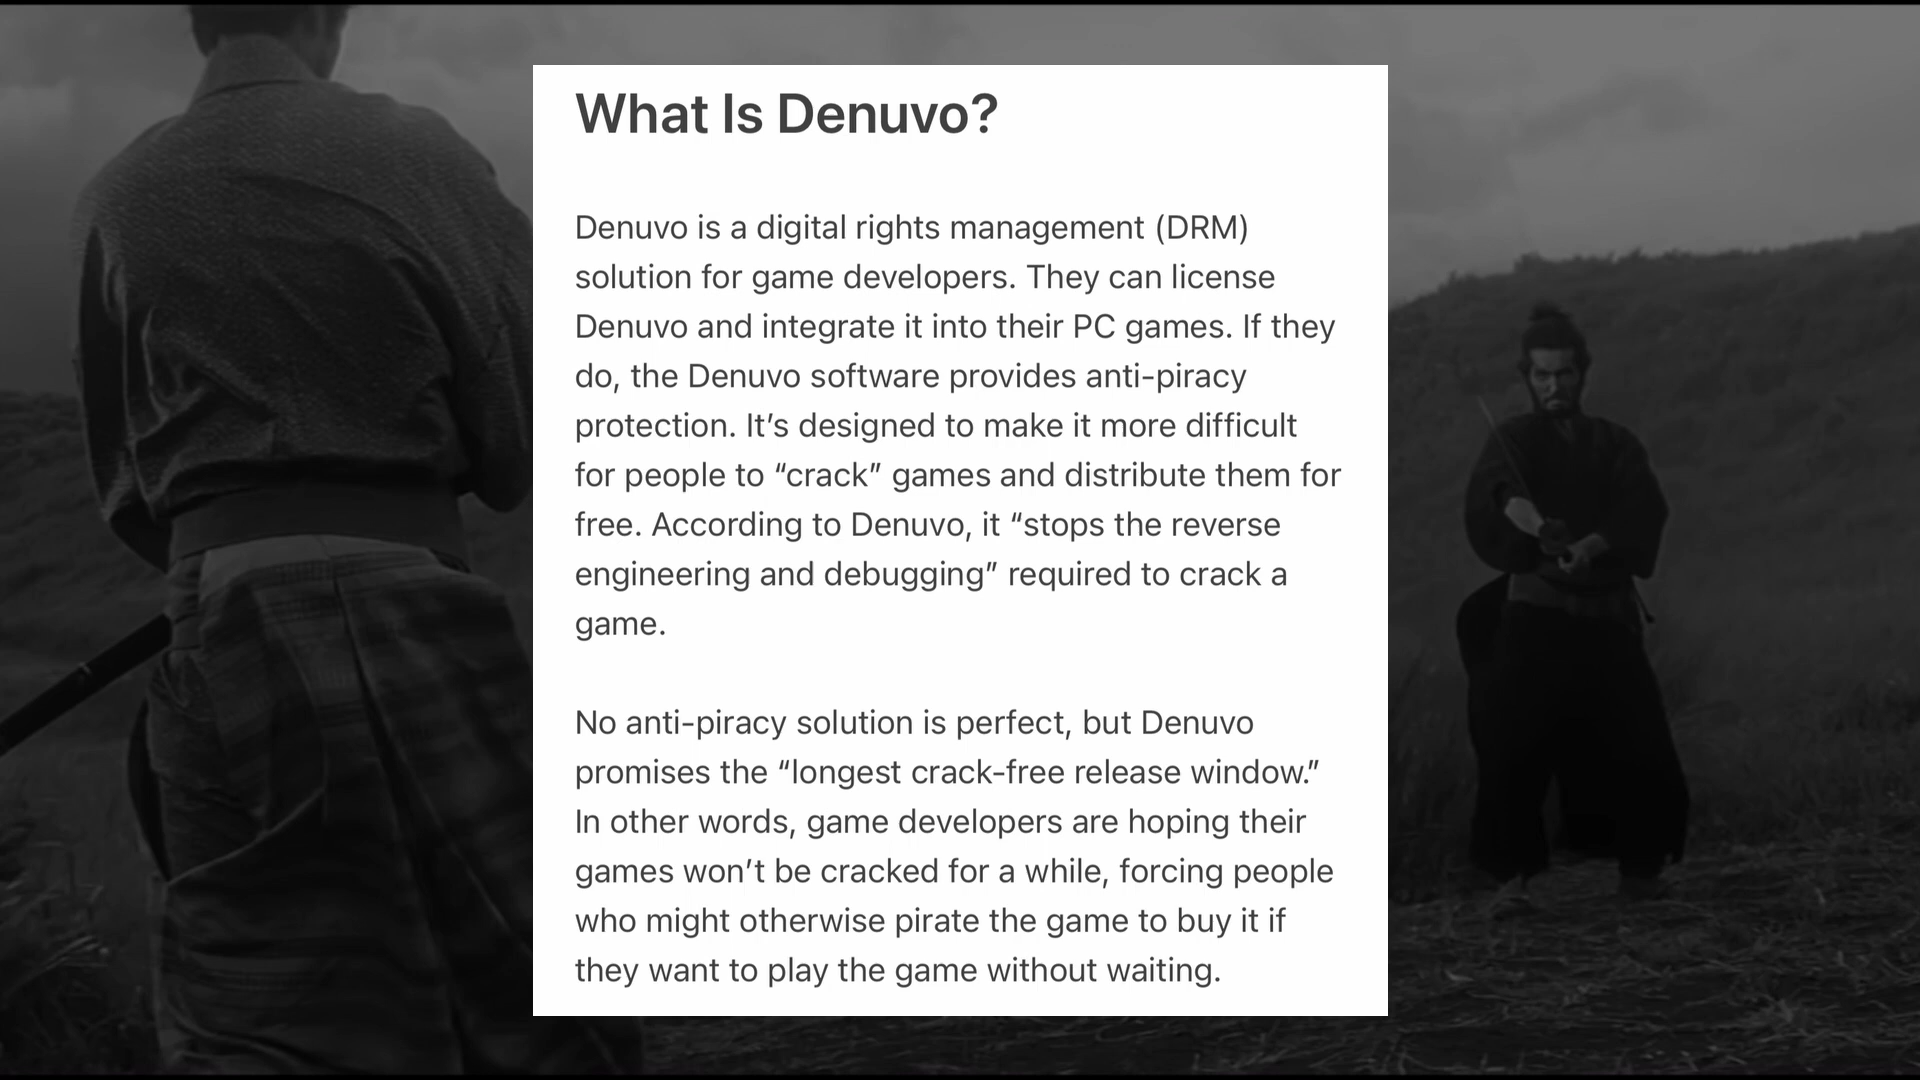 What Is Denuvo?
Denuvo is a digital rights management (DRM)
solution for game developers. They can license
Denuvo and integrate it into their PC games. If they
do, the Denuvo software provides anti-piracy
protection. It’s designed to make it more difficult
for people to “crack” games and distribute them for
free. According to Denuvo, it “stops the reverse
engineering and debugging” required to crack a
game.
No anti-piracy solution is perfect, but Denuvo
promises the “longest crack-free release window.”
In other words, game developers are hoping their
games won’t be cracked for a while, forcing people
who might otherwise pirate the game to buy it if
they want to play the game without waiting.